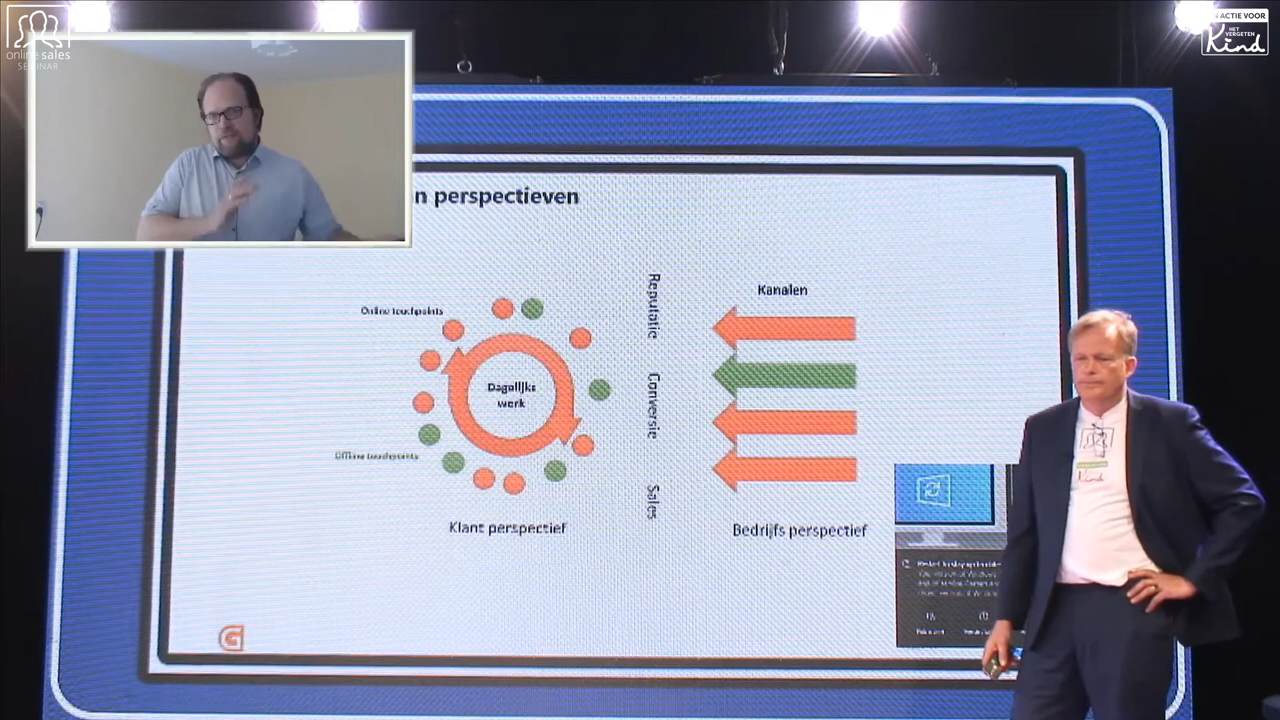 online sales
SEMINAR
N ACTIE VOOR
HET
VERGETEN
Kind
n perspectieven
Online touchpoints
Dagelijks
werk
Offline touchpoints
Klant perspectief
Reputatie
Conversie
Sales
Kanalen
Bedrijfs perspectief
G
Kind